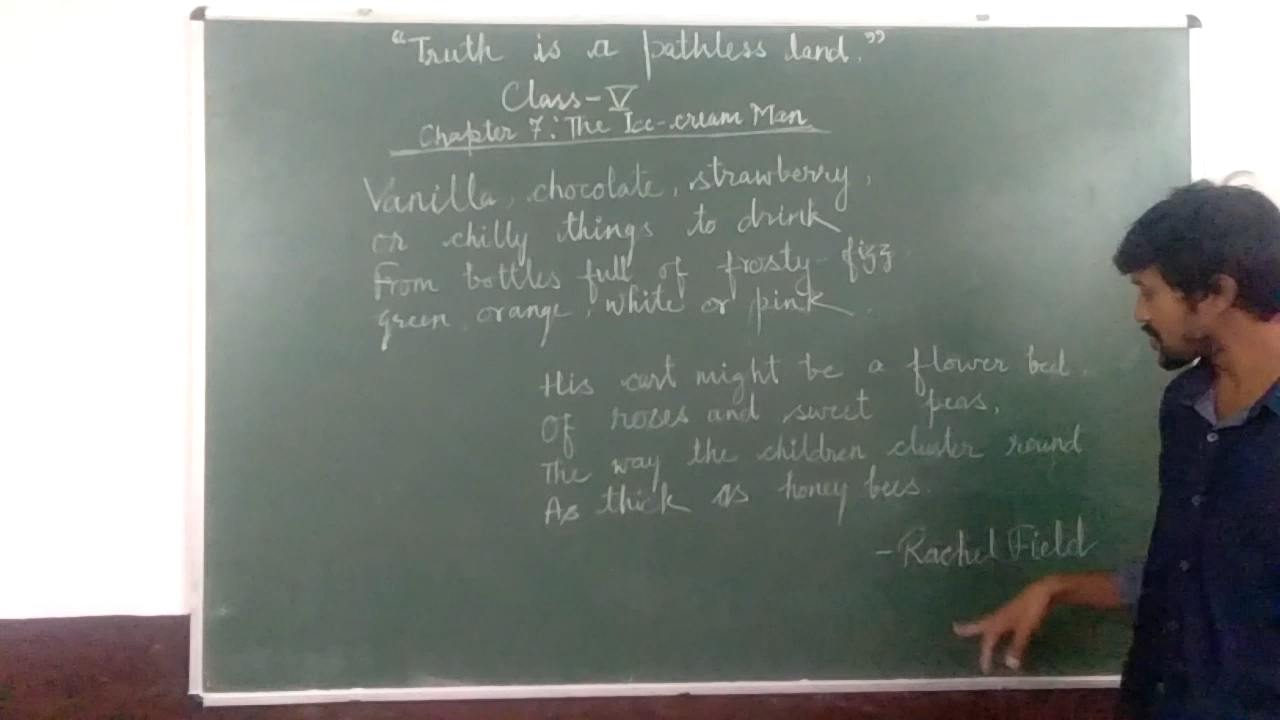 “Truth is a pathless land.”
Class-V
Chapter 7: The Ice-cream Man
Vanilla, chocolate, strawberry,
or chilly things to drink
From bottles full of frosty-fizz
green, orange, white or pink.
His cart might be a flower bed.
Of roses and sweet peas,
The way the children cluster round
As thick as honey bees.
-Rachel Field